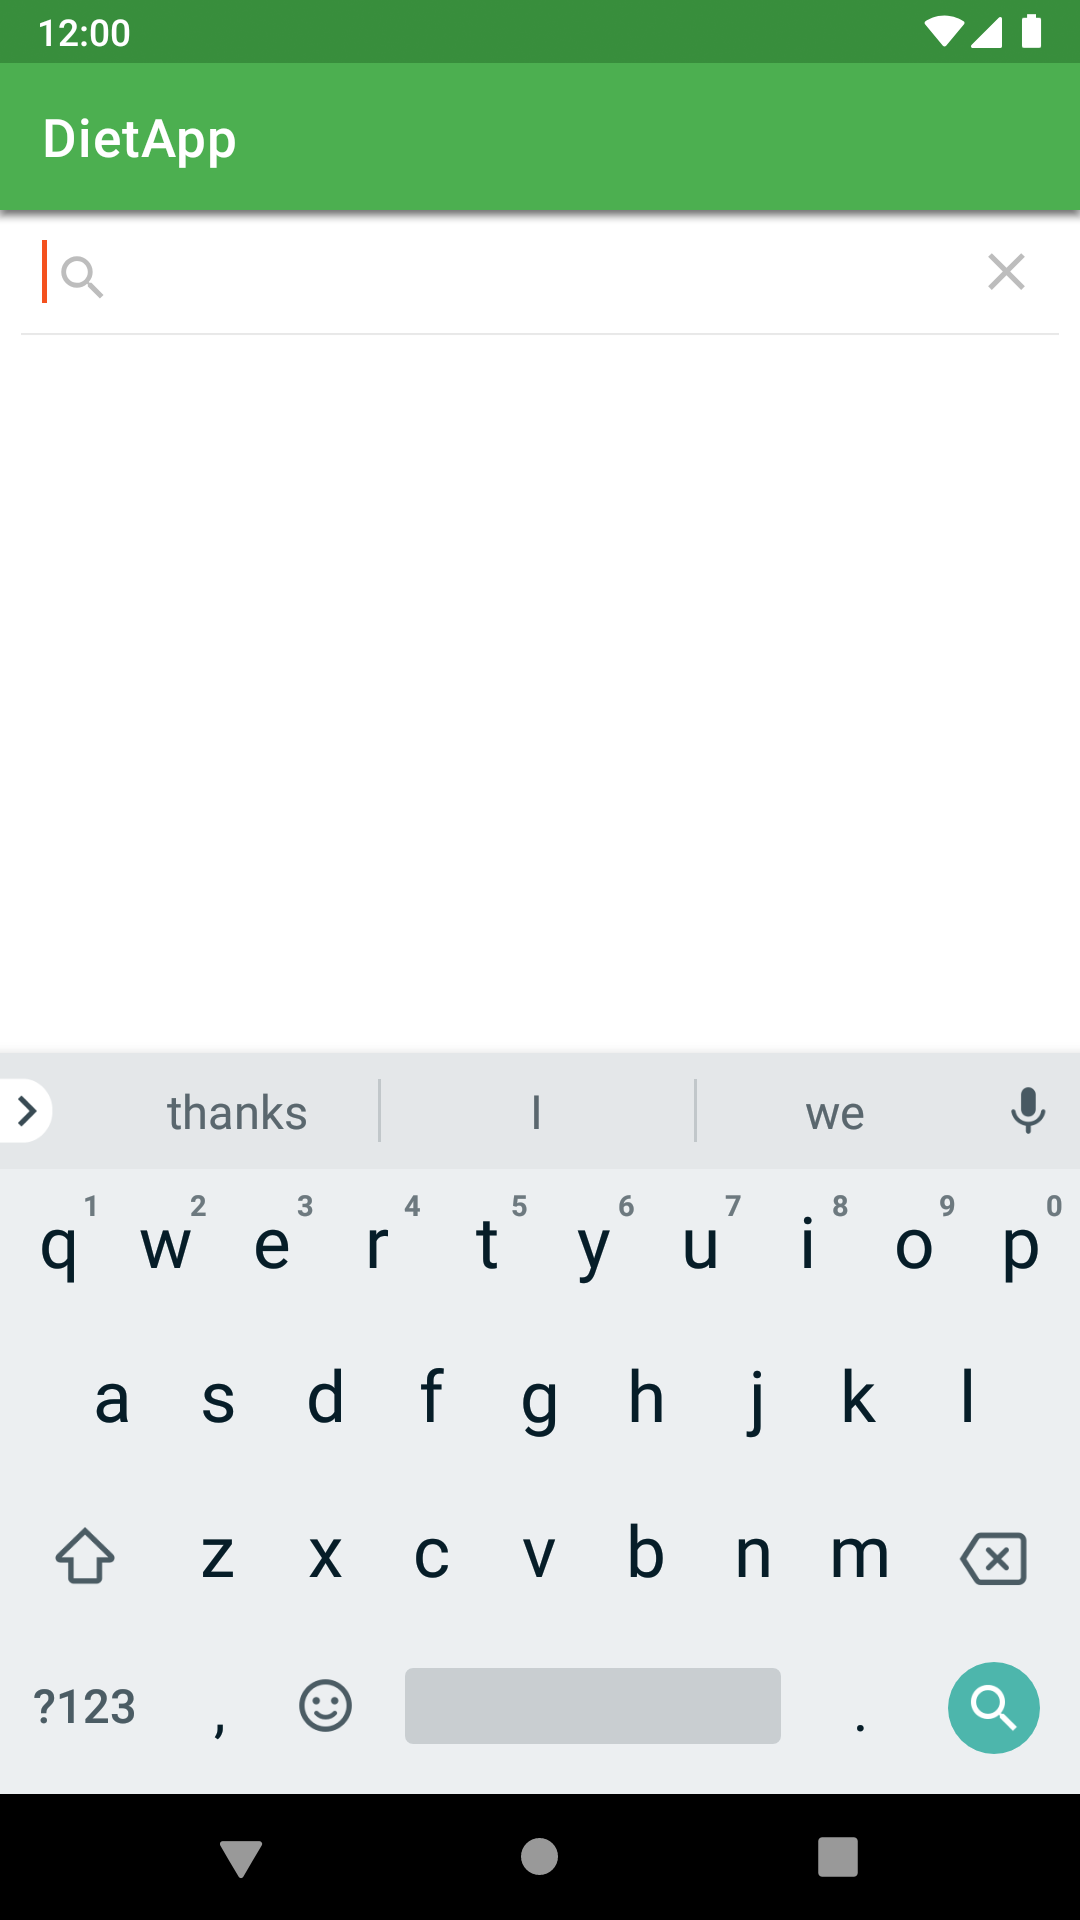 12:00
DietApp
thanks I we
1 2 3 4 5 6 7 8 9 0
q w e r t y u i o p
a s d f g h j k l
z x c v b n m
?123 , .